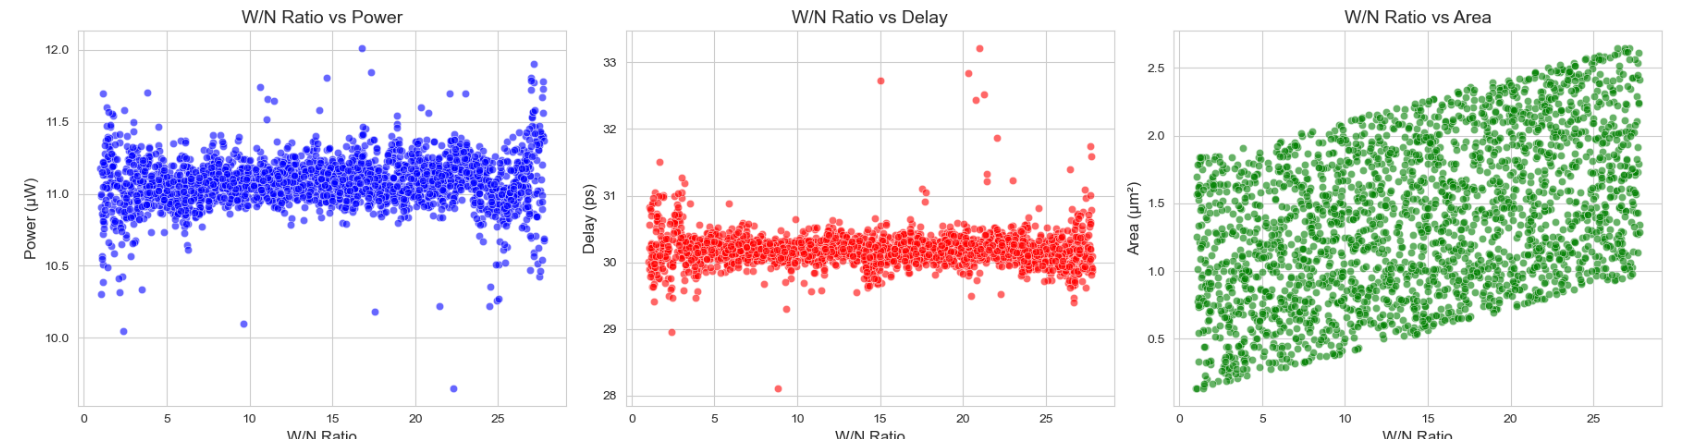 W/N Ratio vs Power
12.0
11.5
11.0
10.5
10.0
Power (μW)
0 5 10 15 20 25
W/N Ratio
W/N Ratio vs Delay
33
32
31
30
29
28
Delay (ps)
0 5 10 15 20 25
W/N Ratio
W/N Ratio vs Area
2.5
2.0
1.5
1.0
0.5
Area (μm²)
0 5 10 15 20 25
W/N Ratio